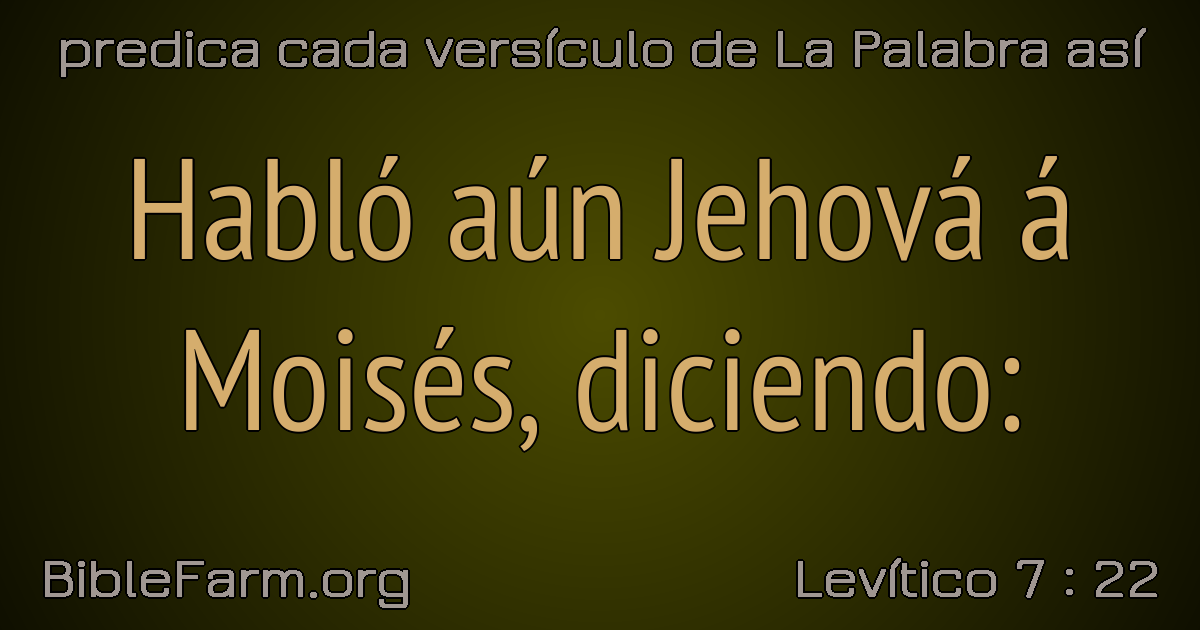 predica cada versículo de La Palabra así
Habló aún Jehová á
Moisés, diciendo:
BibleFarm.org
Levítico 7 : 22